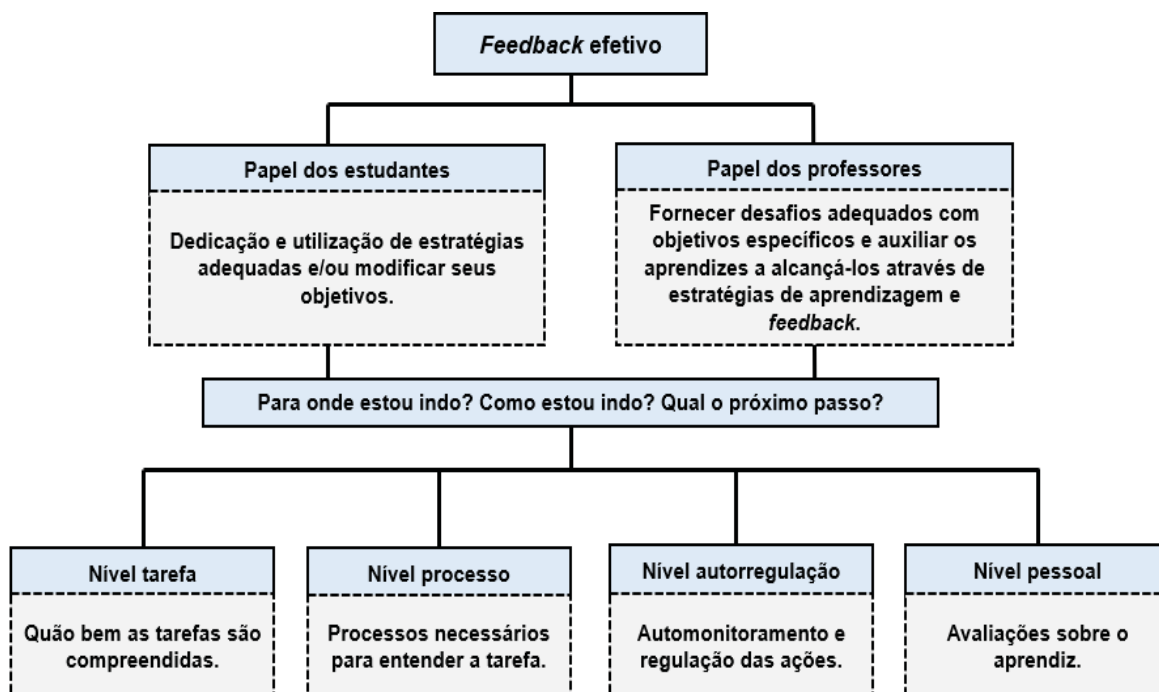 Feedback efetivo
Papel dos estudantes
Dedicação e utilização de estratégias
adequadas e/ou modificar seus
objetivos.
Papel dos professores
Fornecer desafios adequados com
objetivos específicos e auxiliar os
aprendizes a alcançá-los através de
estratégias de aprendizagem e
feedback.
Para onde estou indo? Como estou indo? Qual o próximo passo?
Nível tarefa
Quão bem as tarefas são
compreendidas.
Nível processo
Processos necessários
para entender a tarefa.
Nível autorregulação
Automonitoramento e
regulação das ações.
Nível pessoal
Avaliações sobre o
aprendiz.